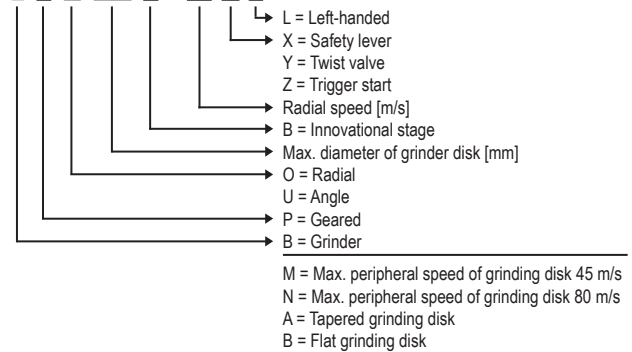 L = Left-handed
X = Safety lever
Y = Twist valve
Z = Trigger start
Radial speed [m/s]
B = Innovational stage
Max. diameter of grinder disk [mm]
O = Radial
U = Angle
P = Geared
B = Grinder
M = Max. peripheral speed of grinding disk 45 m/s
N = Max. peripheral speed of grinding disk 80 m/s
A = Tapered grinding disk
B = Flat grinding disk